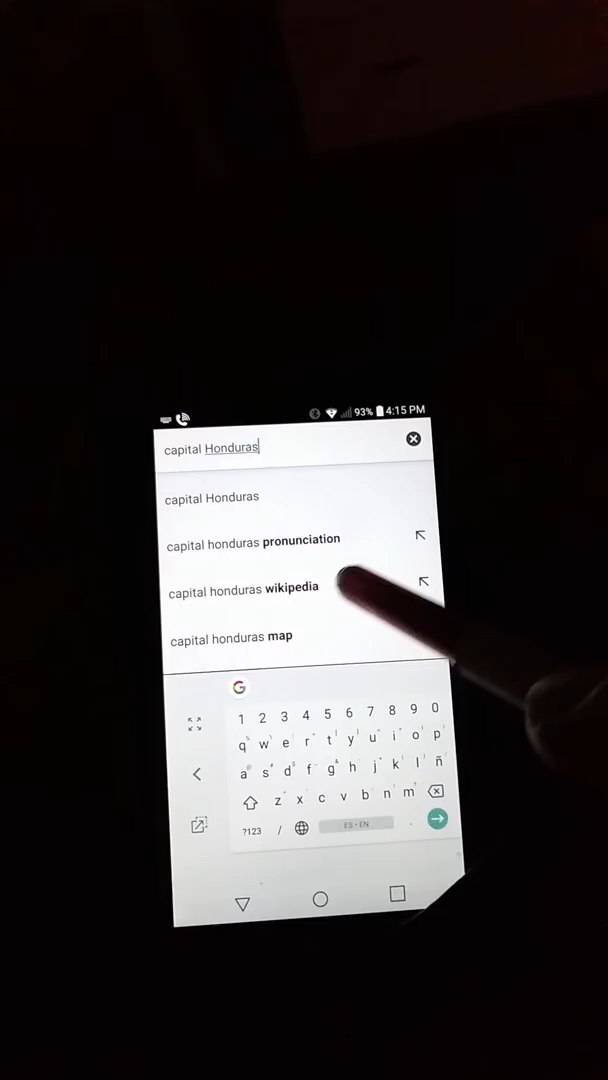 93% 4:15 PM
capital Honduras
capital Honduras
capital honduras pronunciation
capital honduras wikipedia
capital honduras map
G
1 2 3 4 5 6 7 8 9 0
q w e r t y u i o p
a s d f g h j k l ñ
z x c v b n m
?123 / ES • EN .